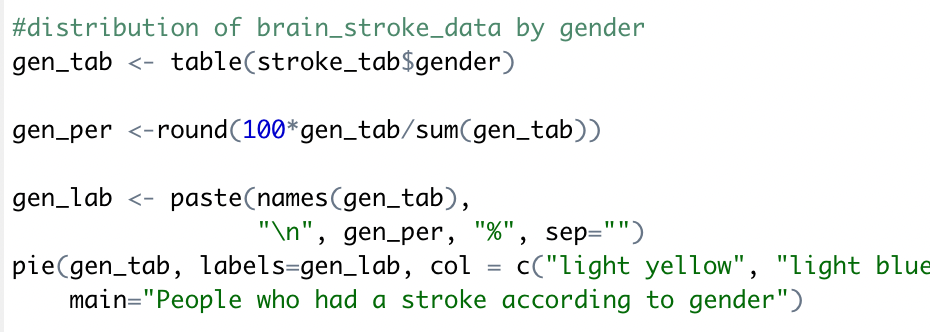 #distribution of brain_stroke_data by gender
gen_tab <- table(stroke_tab$gender)
gen_per <-round(100*gen_tab/sum(gen_tab))
gen_lab <- paste(names(gen_tab),
"\n", gen_per, "%", sep="")
pie(gen_tab, labels=gen_lab, col = c("light yellow", "light blue
main="People who had a stroke according to gender")